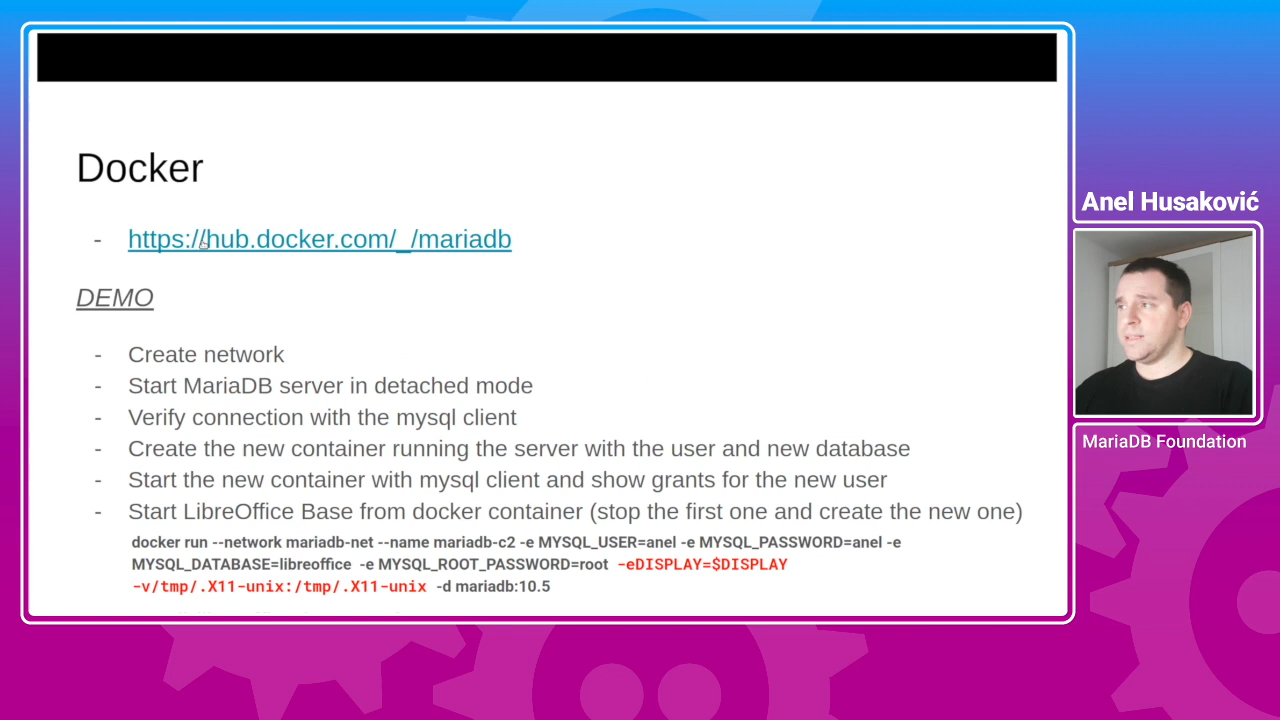 Docker
- https://hub.docker.com/_/mariadb
DEMO
- Create network
- Start MariaDB server in detached mode
- Verify connection with the mysql client
- Create the new container running the server with the user and new database
- Start the new container with mysql client and show grants for the new user
- Start LibreOffice Base from docker container (stop the first one and create the new one)
docker run --network mariadb-net --name mariadb-c2 -e MYSQL_USER=anel -e MYSQL_PASSWORD=anel -e
MYSQL_DATABASE=libreoffice -e MYSQL_ROOT_PASSWORD=root -eDISPLAY=$DISPLAY
-v/tmp/.X11-unix:/tmp/.X11-unix -d mariadb:10.5
Anel Husaković
MariaDB Foundation